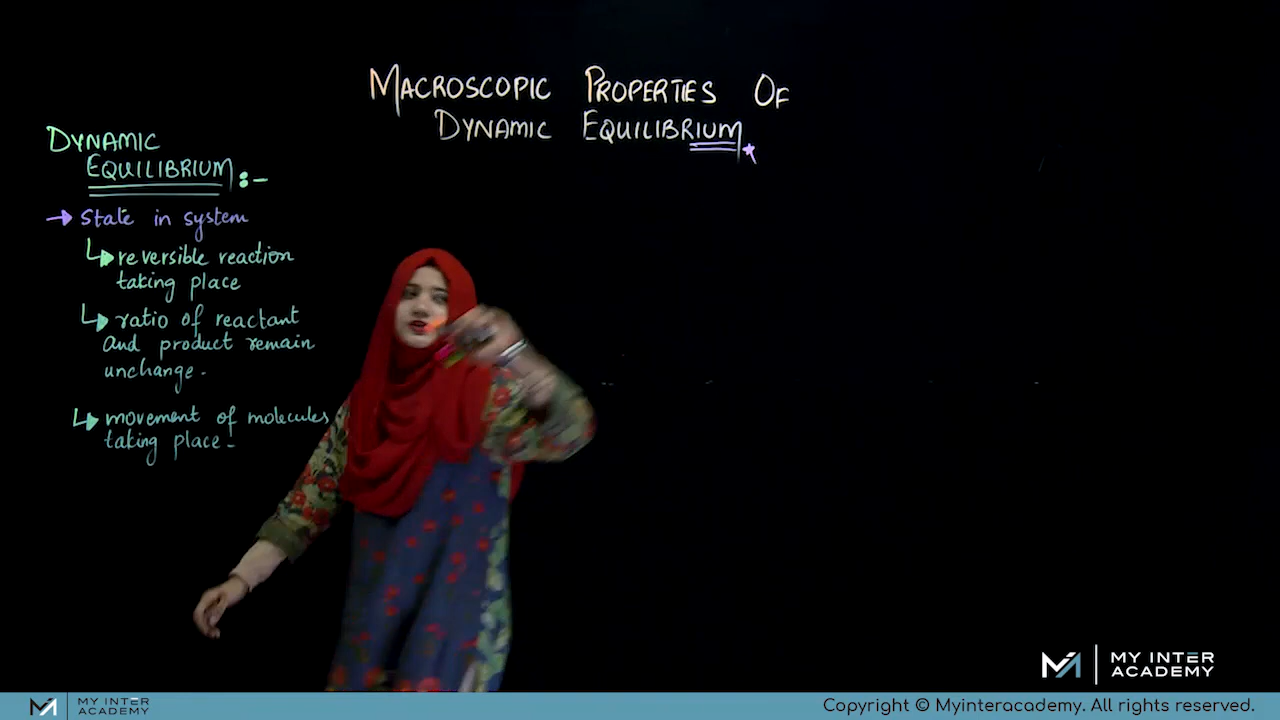 MACROSCOPIC PROPERTIES OF
DYNAMIC EQUILIBRIUM
DYNAMIC
EQUILIBRIUM :-
→ State in system
reversible reaction
taking place
ratio of reactant
and product remain
unchange.
movement of molecules
taking place-
MY INTER
ACADEMY
MY INTER
ACADEMY
Copyright © Myinteracademy. All rights reserved.